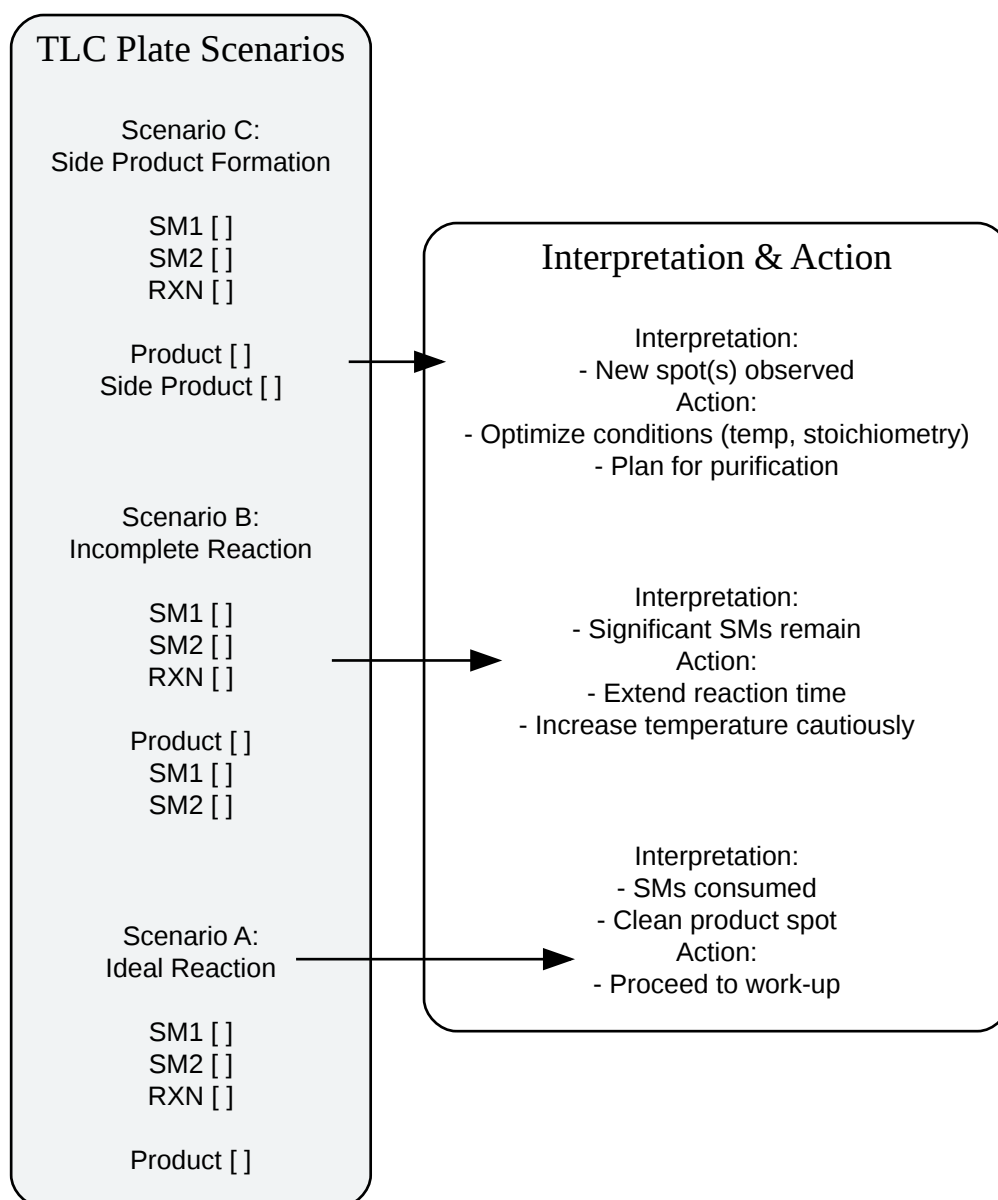 TLC Plate Scenarios
Scenario C:
Side Product Formation
SM1 [ ]
SM2 [ ]
RXN [ ]
Product [ ]
Side Product [ ]
Scenario B:
Incomplete Reaction
SM1 [ ]
SM2 [ ]
RXN [ ]
Product [ ]
SM1 [ ]
SM2 [ ]
Scenario A:
Ideal Reaction
SM1 [ ]
SM2 [ ]
RXN [ ]
Product [ ]
Interpretation & Action
Interpretation:
- New spot(s) observed
Action:
- Optimize conditions (temp, stoichiometry)
- Plan for purification
Interpretation:
- Significant SMs remain
Action:
- Extend reaction time
- Increase temperature cautiously
Interpretation:
- SMs consumed
- Clean product spot
Action:
- Proceed to work-up